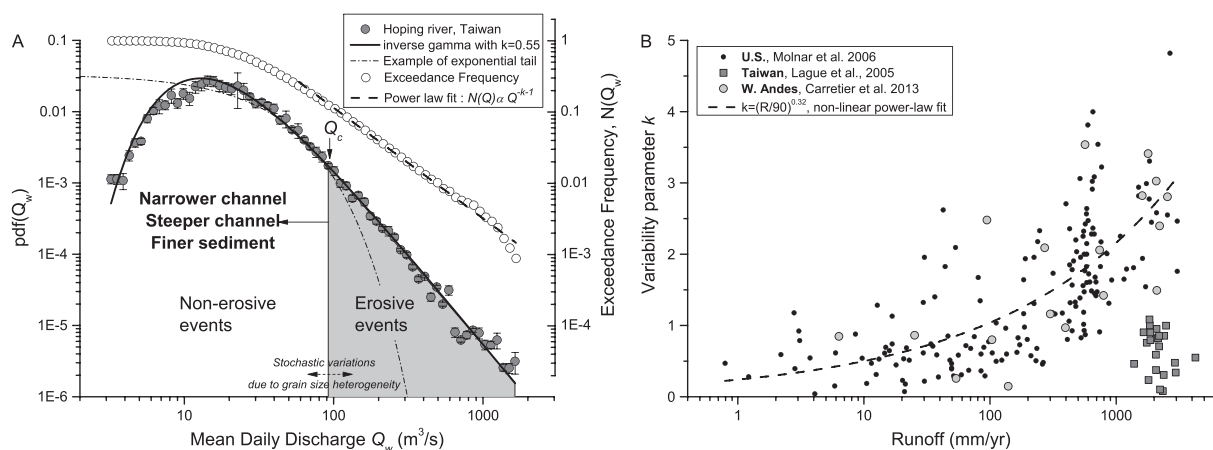 A
Hoping river, Taiwan
inverse gamma with k=0.55
Example of exponential tail
Exceedance Frequency
Power law fit : N(Q)α Q^-k-1
0.1
0.01
1E-3
1E-4
1E-5
1E-6
pdf(Q_w)
1
0.1
0.01
1E-3
1E-4
Exceedance Frequency, N(Q_w)
Q_c
Narrower channel
Steeper channel
Finer sediment
Non-erosive
events
Erosive
events
Stochastic variations
due to grain size heterogeneity
10
100
1000
Mean Daily Discharge Q_w (m³/s)
B
U.S., Molnar et al. 2006
Taiwan, Lague et al., 2005
W. Andes, Carretier et al. 2013
k=(R/90)^0.32, non-linear power-law fit
5
4
3
2
1
0
Variability parameter k
1
10
100
1000
Runoff (mm/yr)